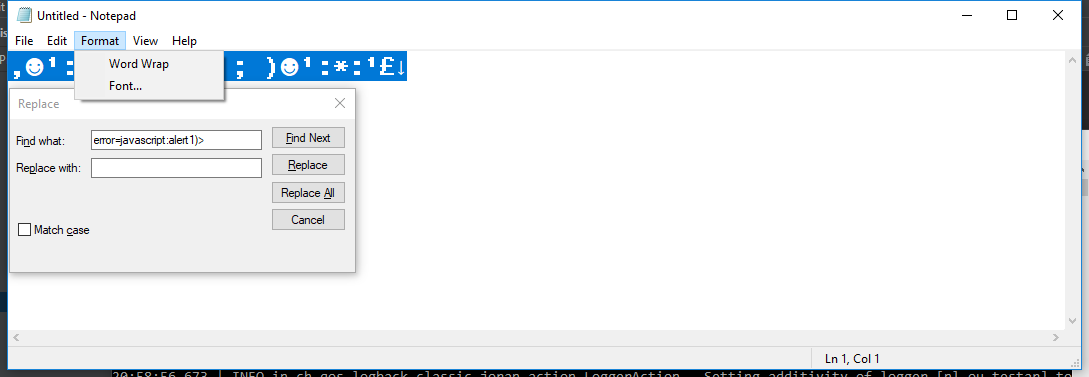 Untitled - Notepad
File Edit Format View Help
Word Wrap
Font...
,☺¹: ; )☺¹:*:¹£↓
Replace
Find what: error=javascript:alert1)> Find Next
Replace with: Replace
Replace All
Cancel
Match case
Ln 1, Col 1
20:58:56.673 | INFO in ch.qos.logback.classic.joran.action.LoggerAction - Setting additivity of logger [nl.ou.testar] to